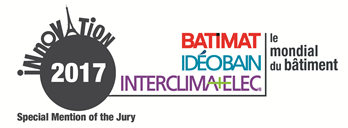 iNNOVATiON
2017
Special Mention of the Jury
BATIMAT
IDÉOBAIN
INTERCLIMA+ELEC®
le
mondial
du bâtiment